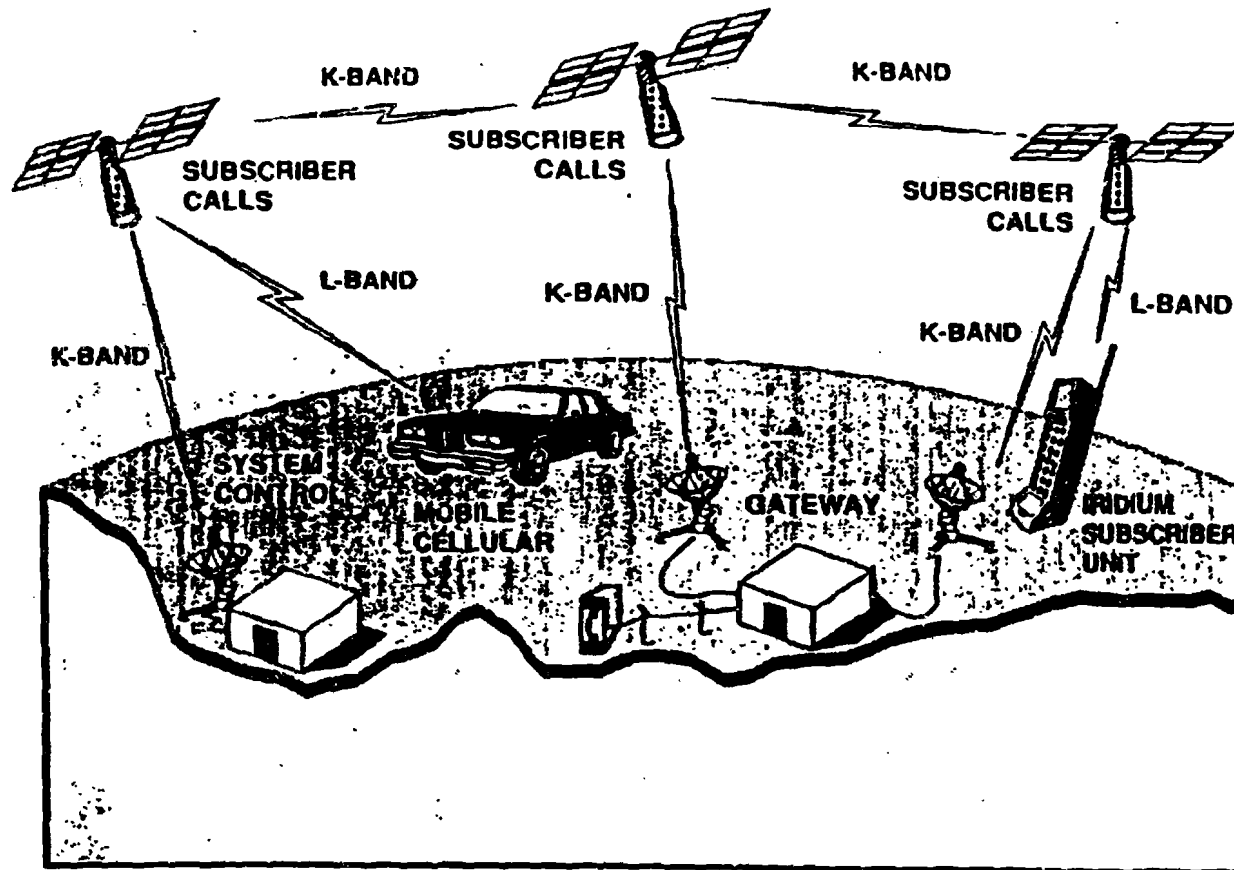 K-BAND
K-BAND
SUBSCRIBER
CALLS
SUBSCRIBER
CALLS
SUBSCRIBER
CALLS
L-BAND
K-BAND
L-BAND
K-BAND
K-BAND
SYSTEM
CONTROL
MOBILE
CELLULAR
GATEWAY
IRIDIUM
SUBSCRIBER
UNIT